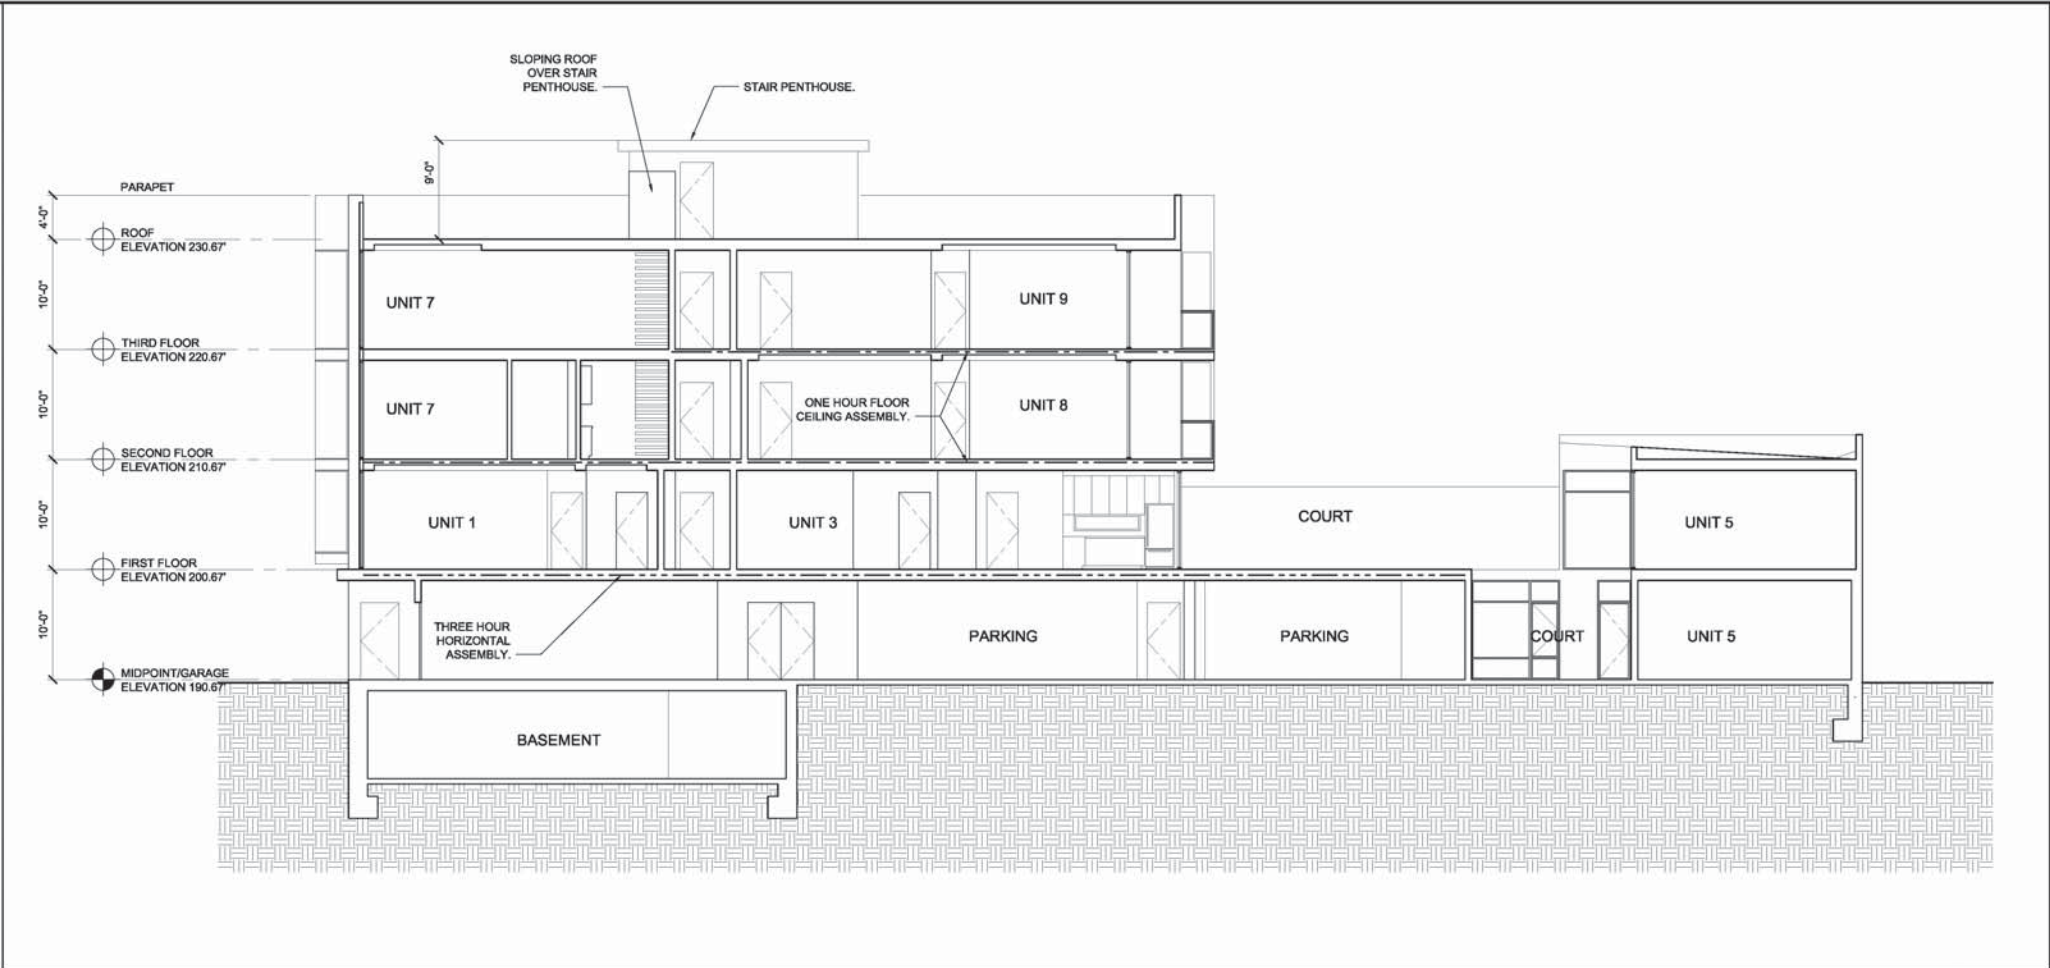 SLOPING ROOF
OVER STAIR
PENTHOUSE.
STAIR PENTHOUSE.
9'-0"
PARAPET
4'-0"
ROOF
ELEVATION 230.67'
10'-0"
UNIT 7
UNIT 9
THIRD FLOOR
ELEVATION 220.67'
10'-0"
UNIT 7
ONE HOUR FLOOR
CEILING ASSEMBLY.
UNIT 8
SECOND FLOOR
ELEVATION 210.67'
10'-0"
UNIT 1
UNIT 3
COURT
UNIT 5
FIRST FLOOR
ELEVATION 200.67'
10'-0"
THREE HOUR
HORIZONTAL
ASSEMBLY.
PARKING
PARKING
COURT
UNIT 5
MIDPOINT/GARAGE
ELEVATION 190.67'
BASEMENT